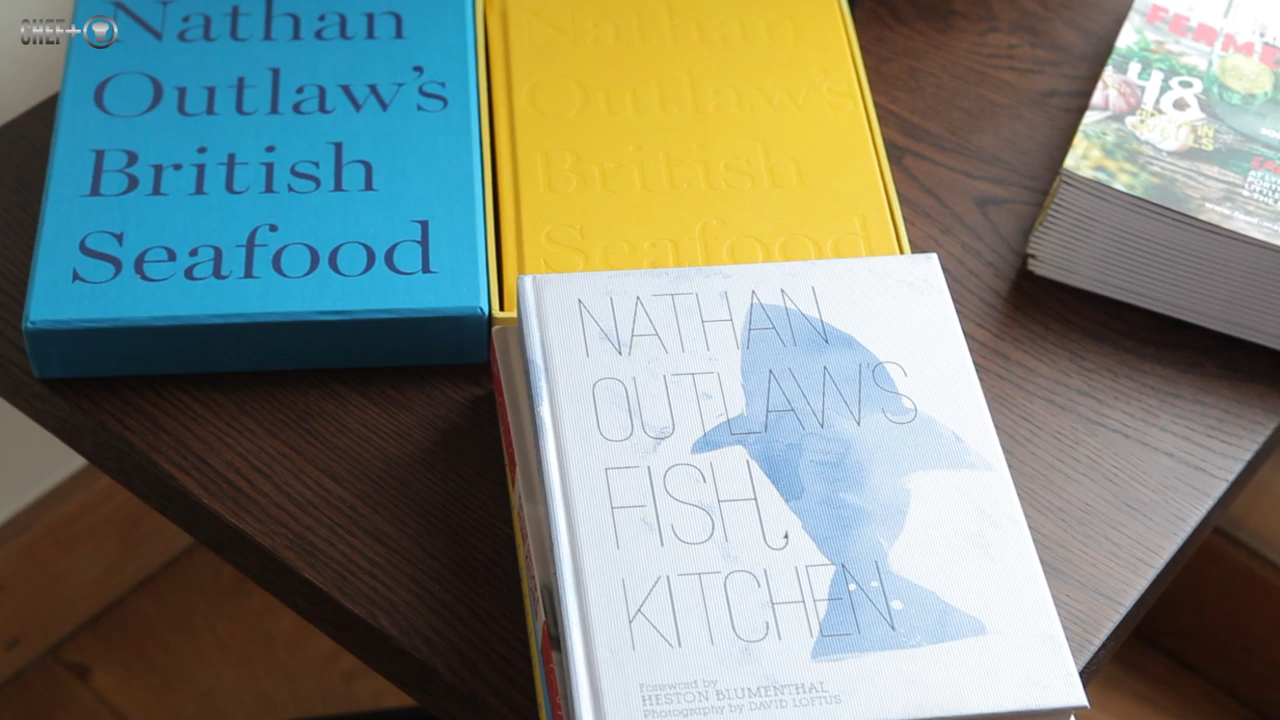 CHEF+
Nathan
Outlaw's
British
Seafood
Nathan
Outlaw's
British
Seafood
NATHAN
OUTLAW'S
FISH
KITCHEN
Foreword by
HESTON BLUMENTHAL
Photography by DAVID LOFTUS
48